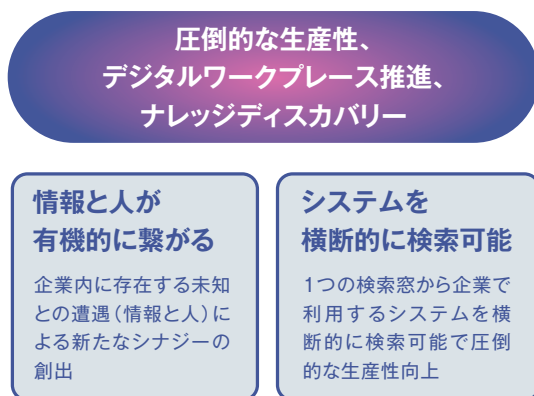 圧倒的な生産性、
デジタルワークプレース推進、
ナレッジディスカバリー
情報と人が
有機的に繋がる
企業内に存在する未知
との遭遇(情報と人)に
よる新たなシナジーの
創出
システムを
横断的に検索可能
1つの検索窓から企業で
利用するシステムを横
断的に検索可能で圧倒
的な生産性向上